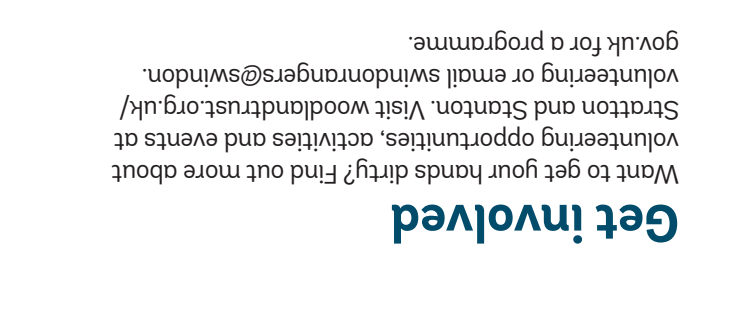 Get involved
Want to get your hands dirty? Find out more about
volunteering opportunities, activities and events at
Stratton and Stanton. Visit woodlandtrust.org.uk/
volunteering or email swindonrangers@swindon.
gov.uk for a programme.